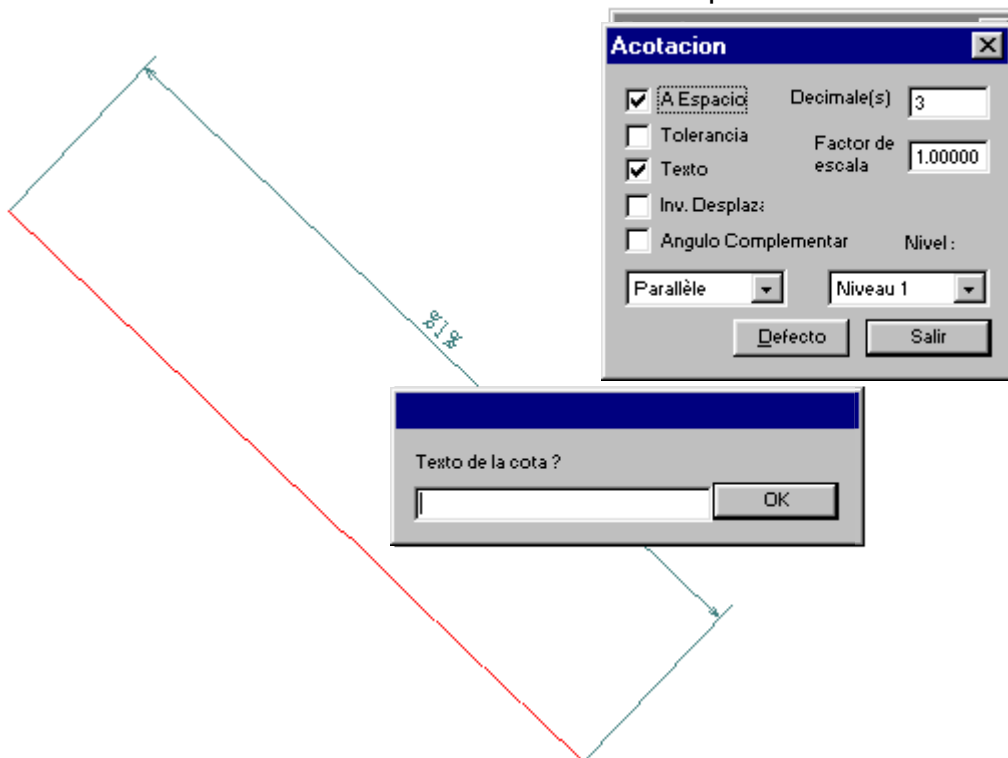 Acotacion
A Espacio
Decimale(s)
3
Tolerancia
Factor de
escala
1.00000
Texto
Inv. Desplaza
Angulo Complementar
Nivel :
Parallèle
Niveau 1
Defecto
Salir
%1%
Texto de la cota ?
OK